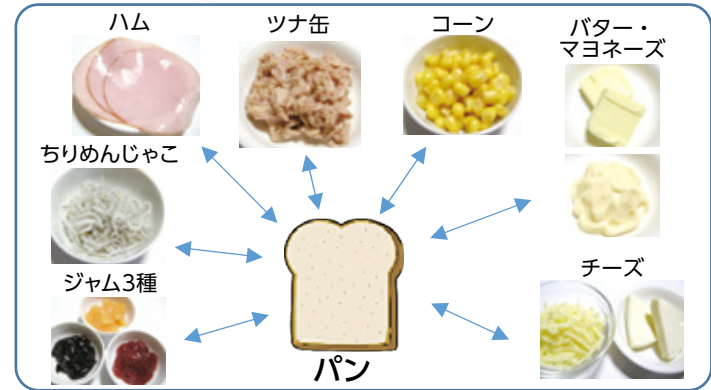 ハム
ツナ缶
コーン
バター・
マヨネーズ
ちりめんじゃこ
ジャム3種
チーズ
パン